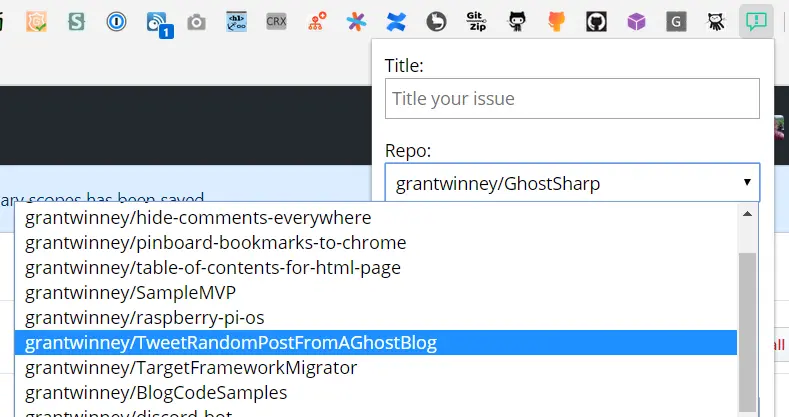 S
1
<h1>
CRX
Git
Zip
G
Title:
Title your issue
Repo:
grantwinney/GhostSharp
ary scopes has been saved
grantwinney/hide-comments-everywhere
grantwinney/pinboard-bookmarks-to-chrome
grantwinney/table-of-contents-for-html-page
grantwinney/SampleMVP
grantwinney/raspberry-pi-os
grantwinney/TweetRandomPostFromAGhostBlog
all
grantwinney/TargetFrameworkMigrator
grantwinney/BlogCodeSamples
grantwinney/discord-bot